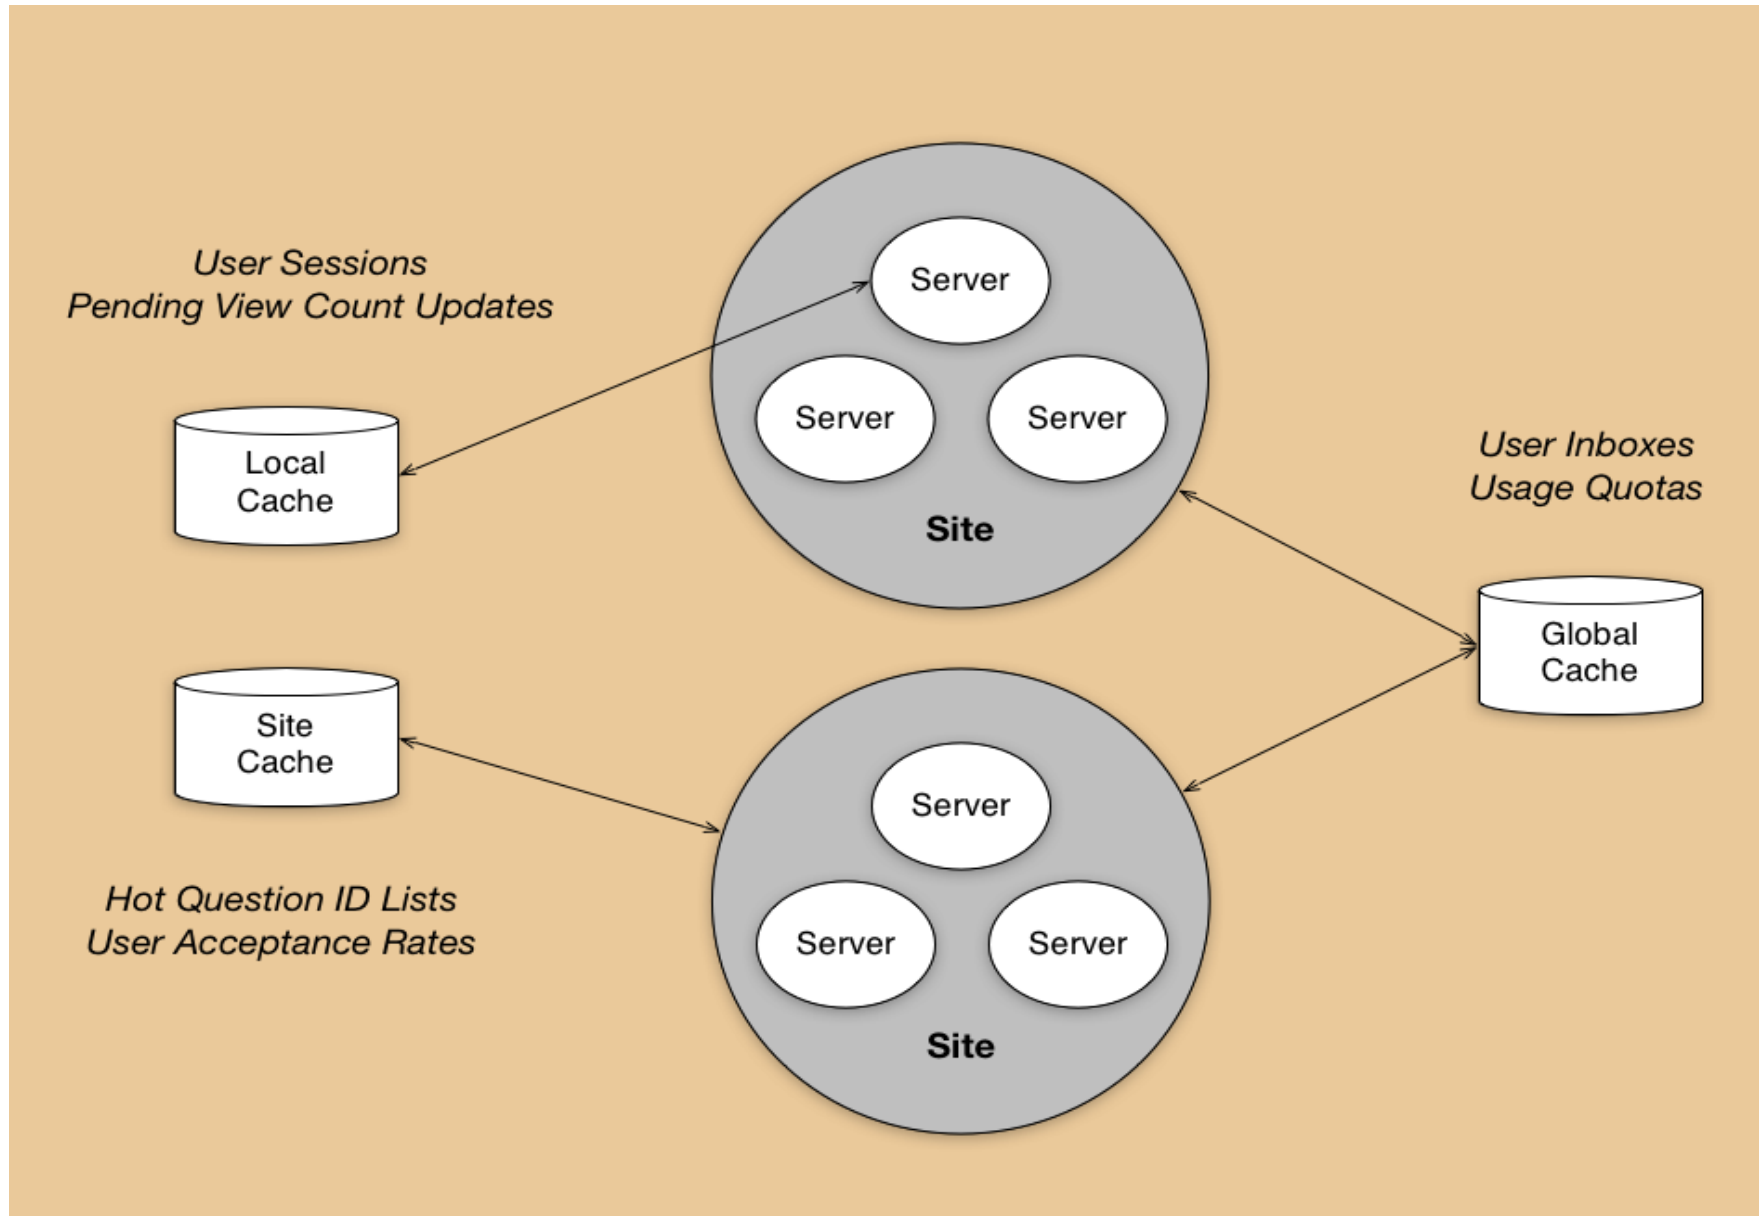 User Sessions
Pending View Count Updates
Local
Cache
Server
Server
Server
Site
User Inboxes
Usage Quotas
Global
Cache
Site
Cache
Hot Question ID Lists
User Acceptance Rates
Server
Server
Server
Site